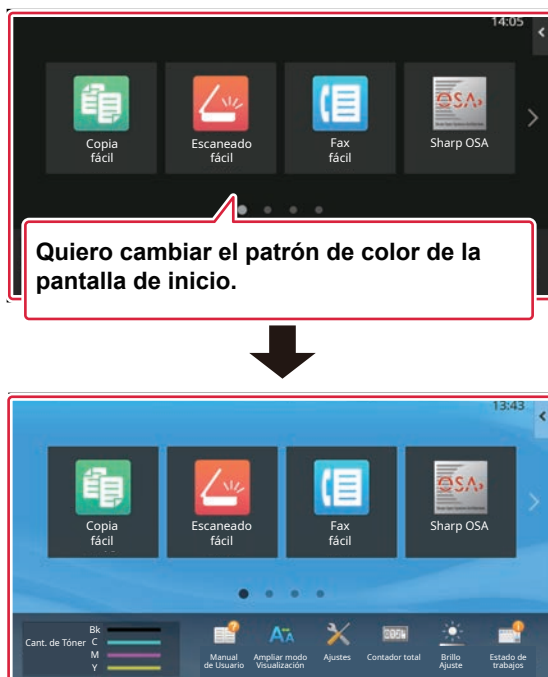 14:05
Copia
fácil
Escaneado
fácil
Fax
fácil
OSA
Sharp OSA
Quiero cambiar el patrón de color de la
pantalla de inicio.
13:43
Copia
fácil
Escaneado
fácil
Fax
fácil
OSA
Sharp OSA
Cant. de Tóner
Bk
C
M
Y
Manual
de Usuario
Ampliar modo
Visualización
Ajustes
Contador total
Brillo
Ajuste
Estado de
trabajos